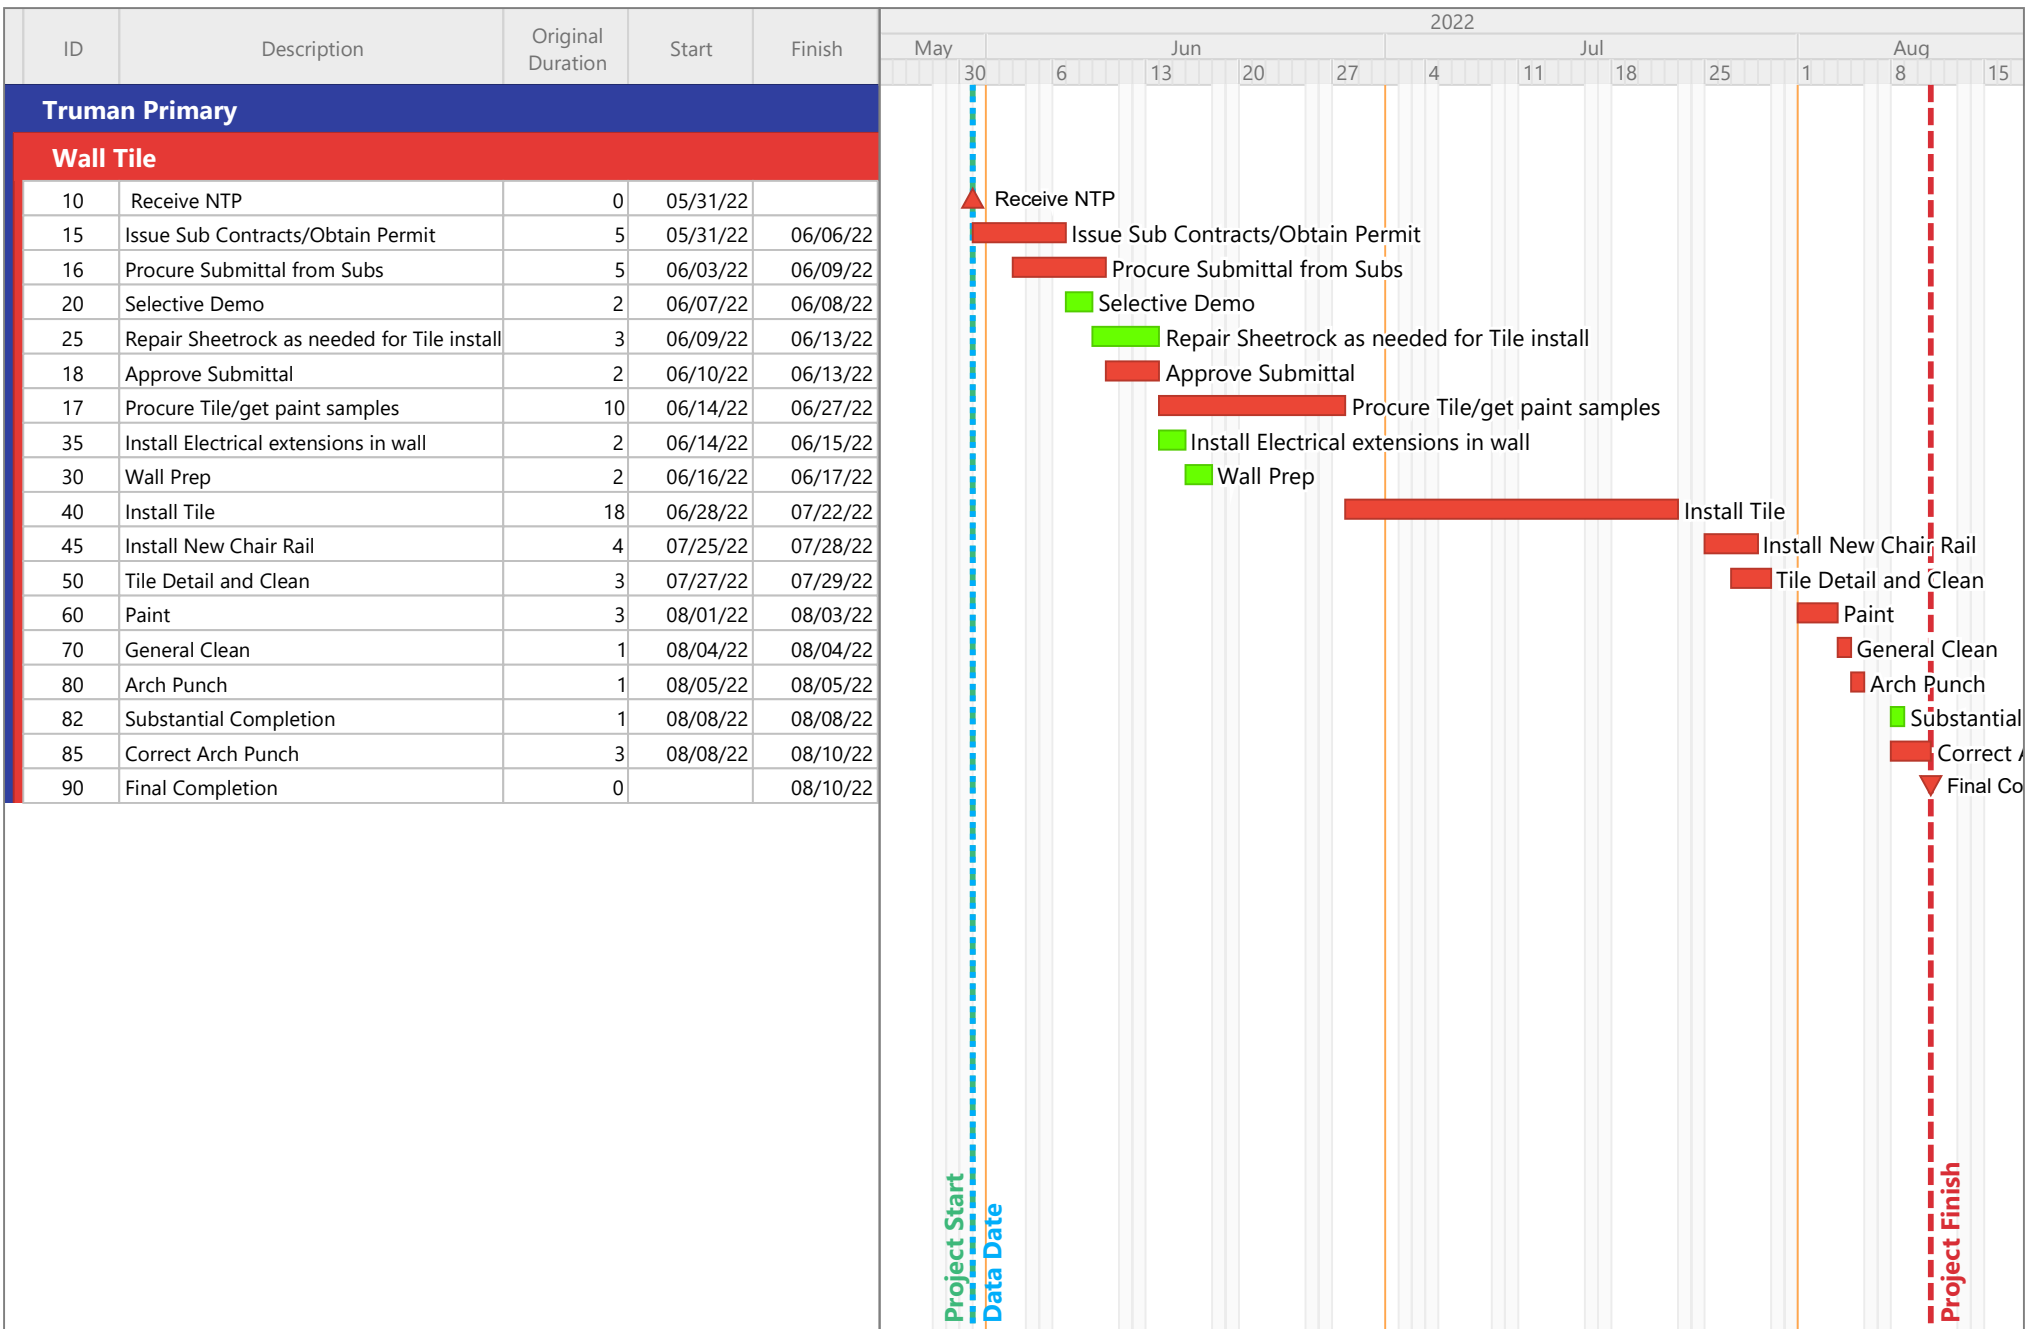 ID Description Original Duration Start Finish
2022
May Jun Jul Aug
30 6 13 20 27 4 11 18 25 1 8 15
Truman Primary
Wall Tile
10 Receive NTP 0 05/31/22 Receive NTP
15 Issue Sub Contracts/Obtain Permit 5 05/31/22 06/06/22 Issue Sub Contracts/Obtain Permit
16 Procure Submittal from Subs 5 06/03/22 06/09/22 Procure Submittal from Subs
20 Selective Demo 2 06/07/22 06/08/22 Selective Demo
25 Repair Sheetrock as needed for Tile install 3 06/09/22 06/13/22 Repair Sheetrock as needed for Tile install
18 Approve Submittal 2 06/10/22 06/13/22 Approve Submittal
17 Procure Tile/get paint samples 10 06/14/22 06/27/22 Procure Tile/get paint samples
35 Install Electrical extensions in wall 2 06/14/22 06/15/22 Install Electrical extensions in wall
30 Wall Prep 2 06/16/22 06/17/22 Wall Prep
40 Install Tile 18 06/28/22 07/22/22 Install Tile
45 Install New Chair Rail 4 07/25/22 07/28/22 Install New Chair Rail
50 Tile Detail and Clean 3 07/27/22 07/29/22 Tile Detail and Clean
60 Paint 3 08/01/22 08/03/22 Paint
70 General Clean 1 08/04/22 08/04/22 General Clean
80 Arch Punch 1 08/05/22 08/05/22 Arch Punch
82 Substantial Completion 1 08/08/22 08/08/22 Substantial
85 Correct Arch Punch 3 08/08/22 08/10/22 Correct A
90 Final Completion 0 08/10/22 Final Co
Project Start
Data Date
Project Finish